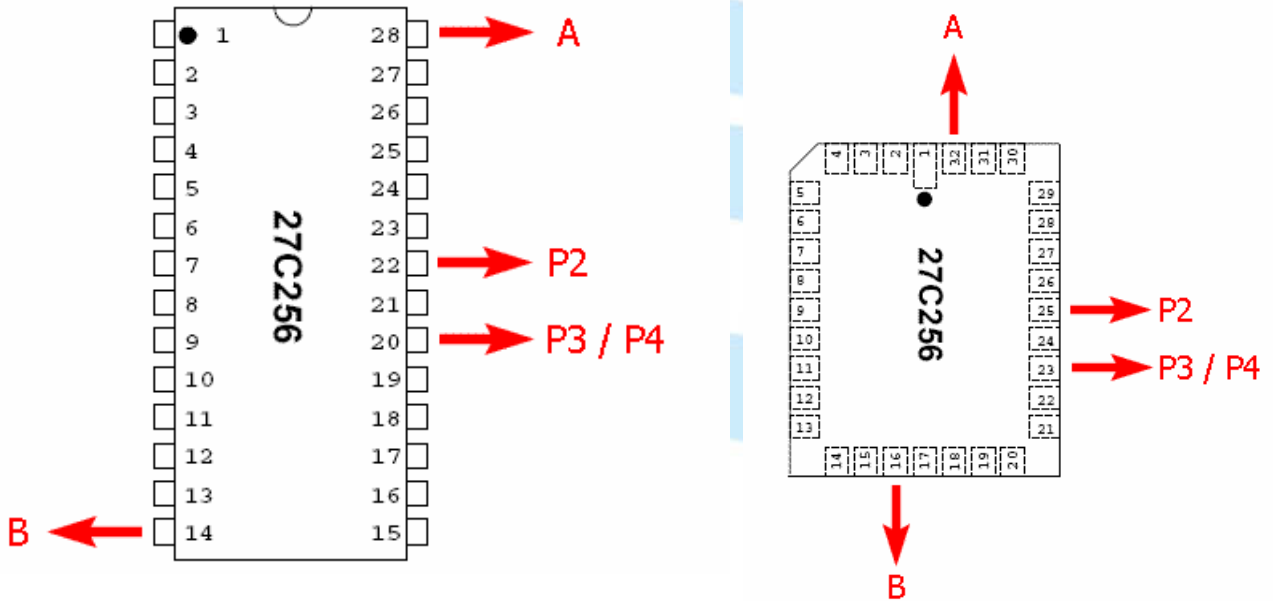 1 28 A
2 27
3 26
4 25
5 24
6 23
7 22 P2
8 21
9 20 P3 / P4
10 19
11 18
12 17
13 16
B 14 15
27C256
A
4 3 2 1 32 31 30
5 29
6 28
7 27
8 26
9 25 P2
10 24
11 23 P3 / P4
12 22
13 21
14 15 16 17 18 19 20
27C256
B